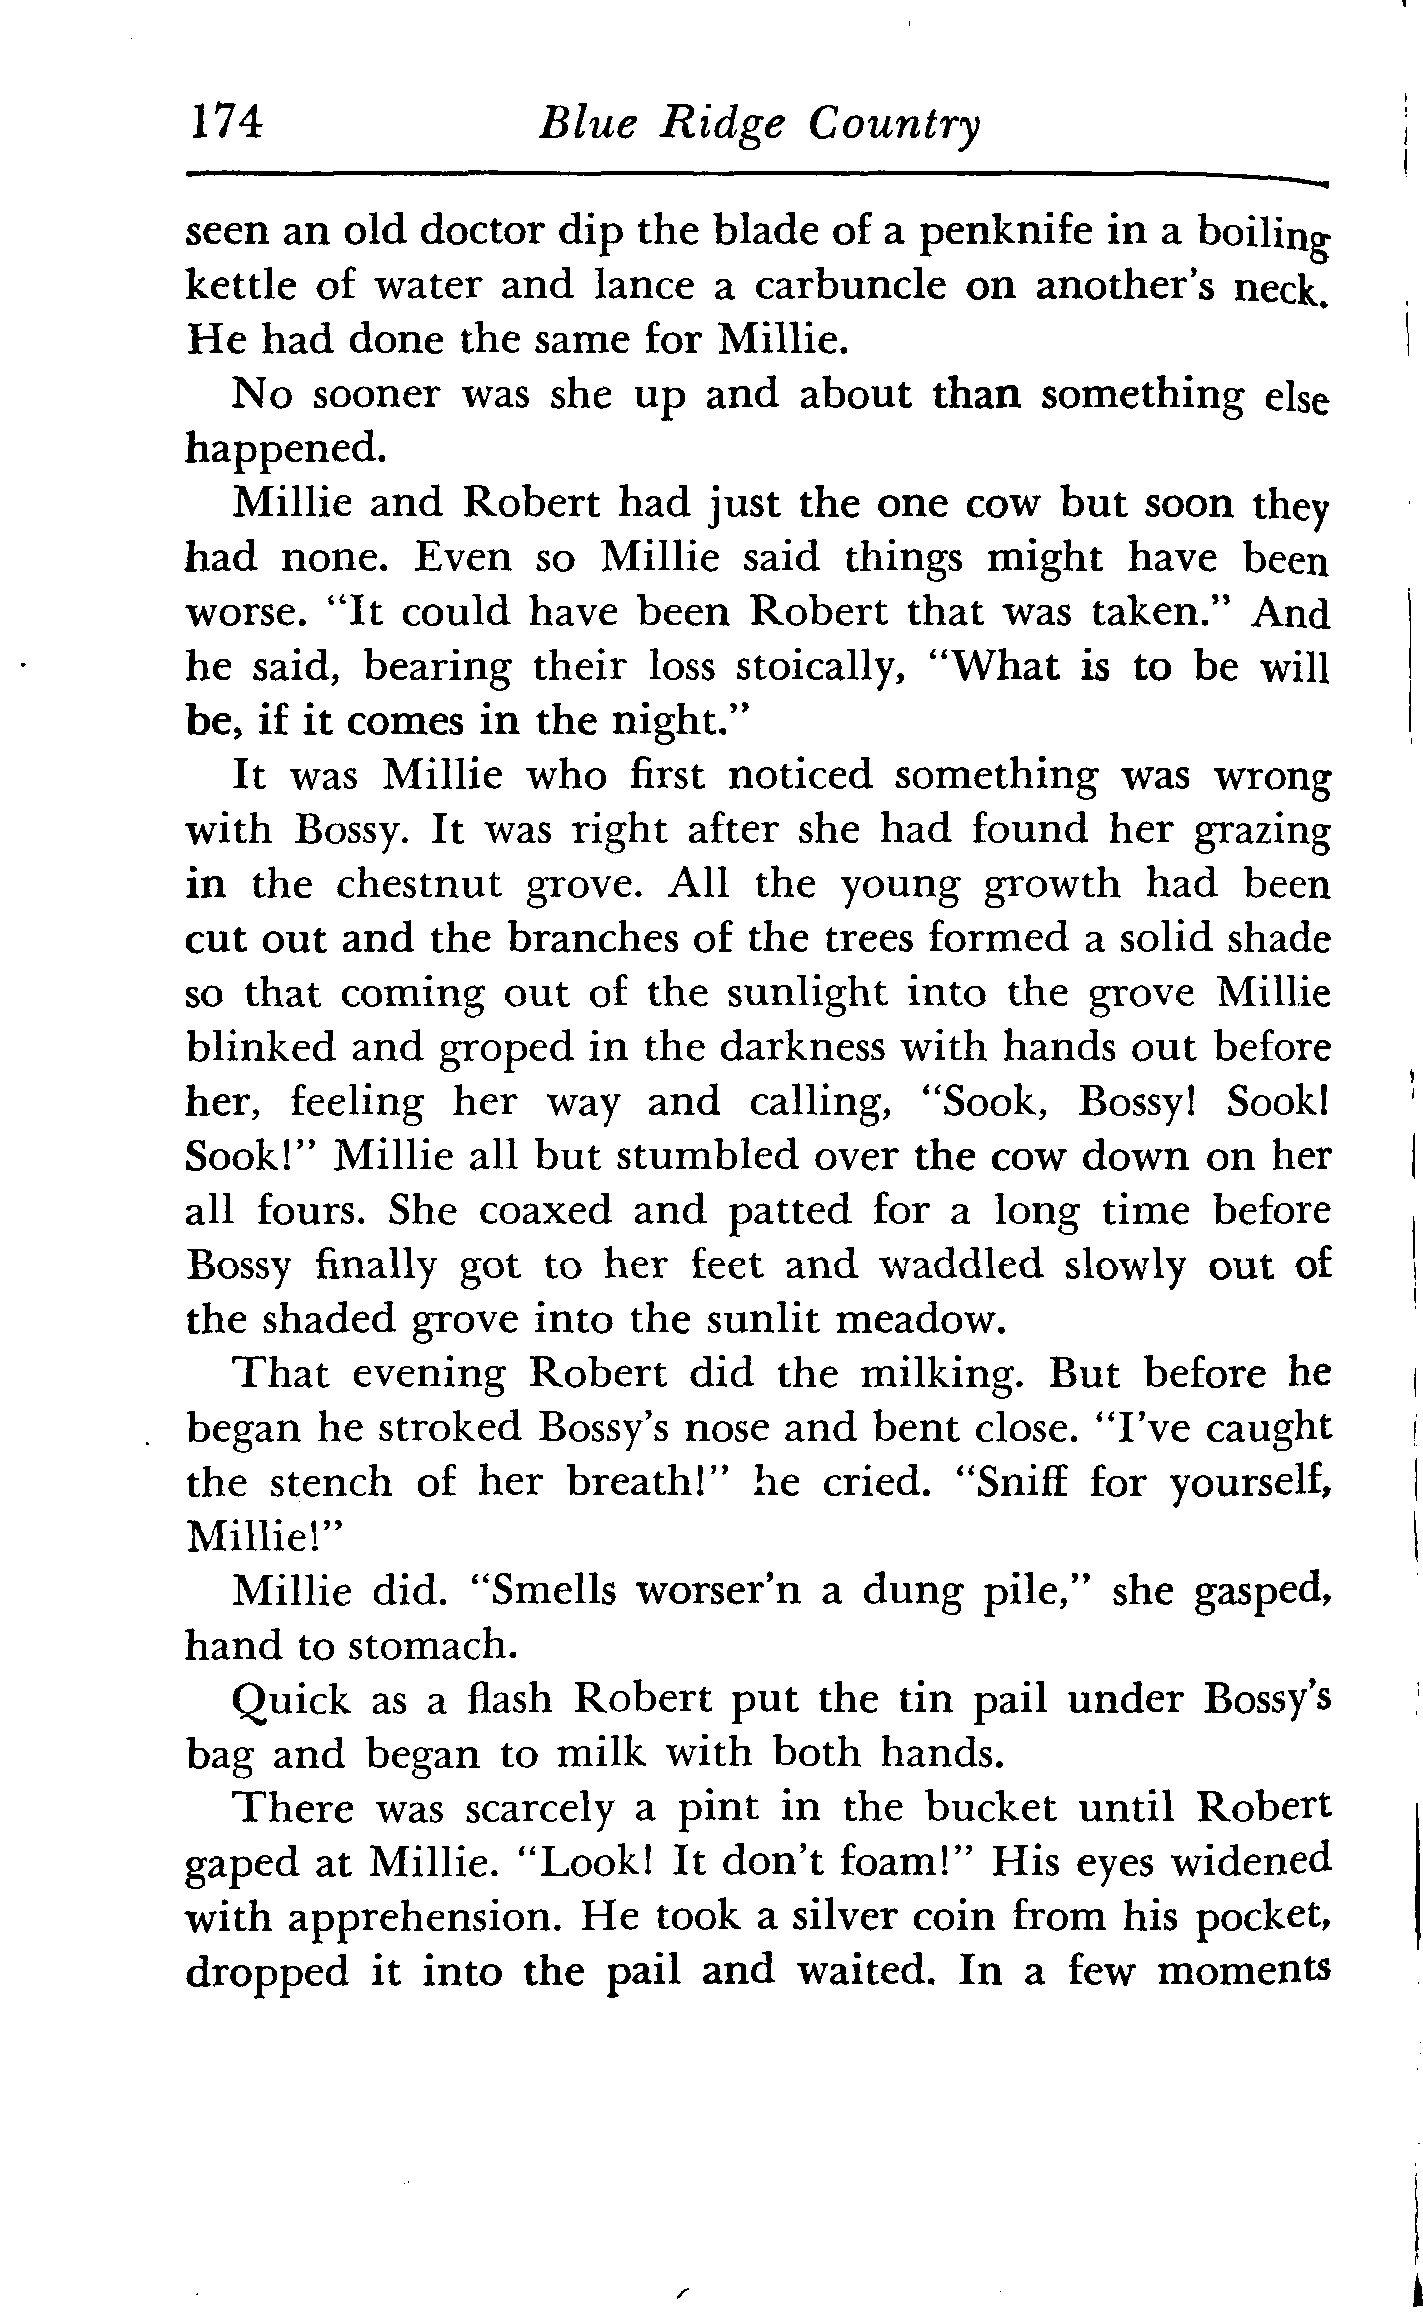 174 Blue Ridge Country
seen an old doctor dip the blade of a penknife in a boiling
kettle of water and lance a carbuncle on another's neck.
He had done the same for Millie.
No sooner was she up and about than something else
happened.
Millie and Robert had just the one cow but soon they
had none. Even so Millie said things might have been
worse. "It could have been Robert that was taken." And
he said, bearing their loss stoically, "What is to be will
be, if it comes in the night."
It was Millie who first noticed something was wrong
with Bossy. It was right after she had found her grazing
in the chestnut grove. All the young growth had been
cut out and the branches of the trees formed a solid shade
so that coming out of the sunlight into the grove Millie
blinked and groped in the darkness with hands out before
her, feeling her way and calling, "Sook, Bossy! Sook!
Sook!" Millie all but stumbled over the cow down on her
all fours. She coaxed and patted for a long time before
Bossy finally got to her feet and waddled slowly out of
the shaded grove into the sunlit meadow.
That evening Robert did the milking. But before he
began he stroked Bossy's nose and bent close. "I've caught
the stench of her breath!" he cried. "Sniff for yourself,
Millie!"
Millie did. "Smells worser'n a dung pile," she gasped,
hand to stomach.
Quick as a flash Robert put the tin pail under Bossy's
bag and began to milk with both hands.
There was scarcely a pint in the bucket until Robert
gaped at Millie. "Look! It don't foam!" His eyes widened
with apprehension. He took a silver coin from his pocket,
dropped it into the pail and waited. In a few moments